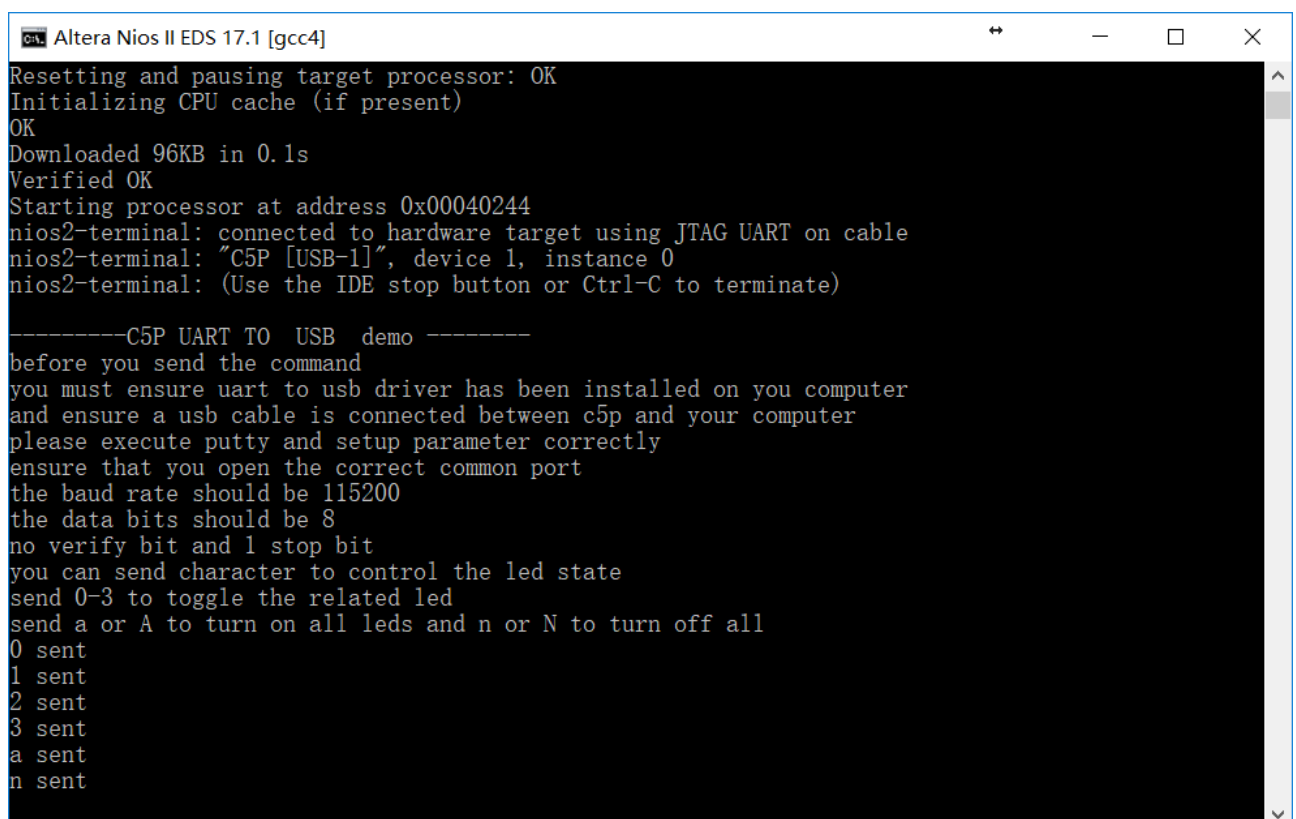 Altera Nios II EDS 17.1 [gcc4]
Resetting and pausing target processor: OK
Initializing CPU cache (if present)
OK
Downloaded 96KB in 0.1s
Verified OK
Starting processor at address 0x00040244
nios2-terminal: connected to hardware target using JTAG UART on cable
nios2-terminal: "C5P [USB-1]", device 1, instance 0
nios2-terminal: (Use the IDE stop button or Ctrl-C to terminate)
---------C5P UART TO  USB  demo --------
before you send the command
you must ensure uart to usb driver has been installed on you computer
and ensure a usb cable is connected between c5p and your computer
please execute putty and setup parameter correctly
ensure that you open the correct common port
the baud rate should be 115200
the data bits should be 8
no verify bit and 1 stop bit
you can send character to control the led state
send 0-3 to toggle the related led
send a or A to turn on all leds and n or N to turn off all
0 sent
1 sent
2 sent
3 sent
a sent
n sent